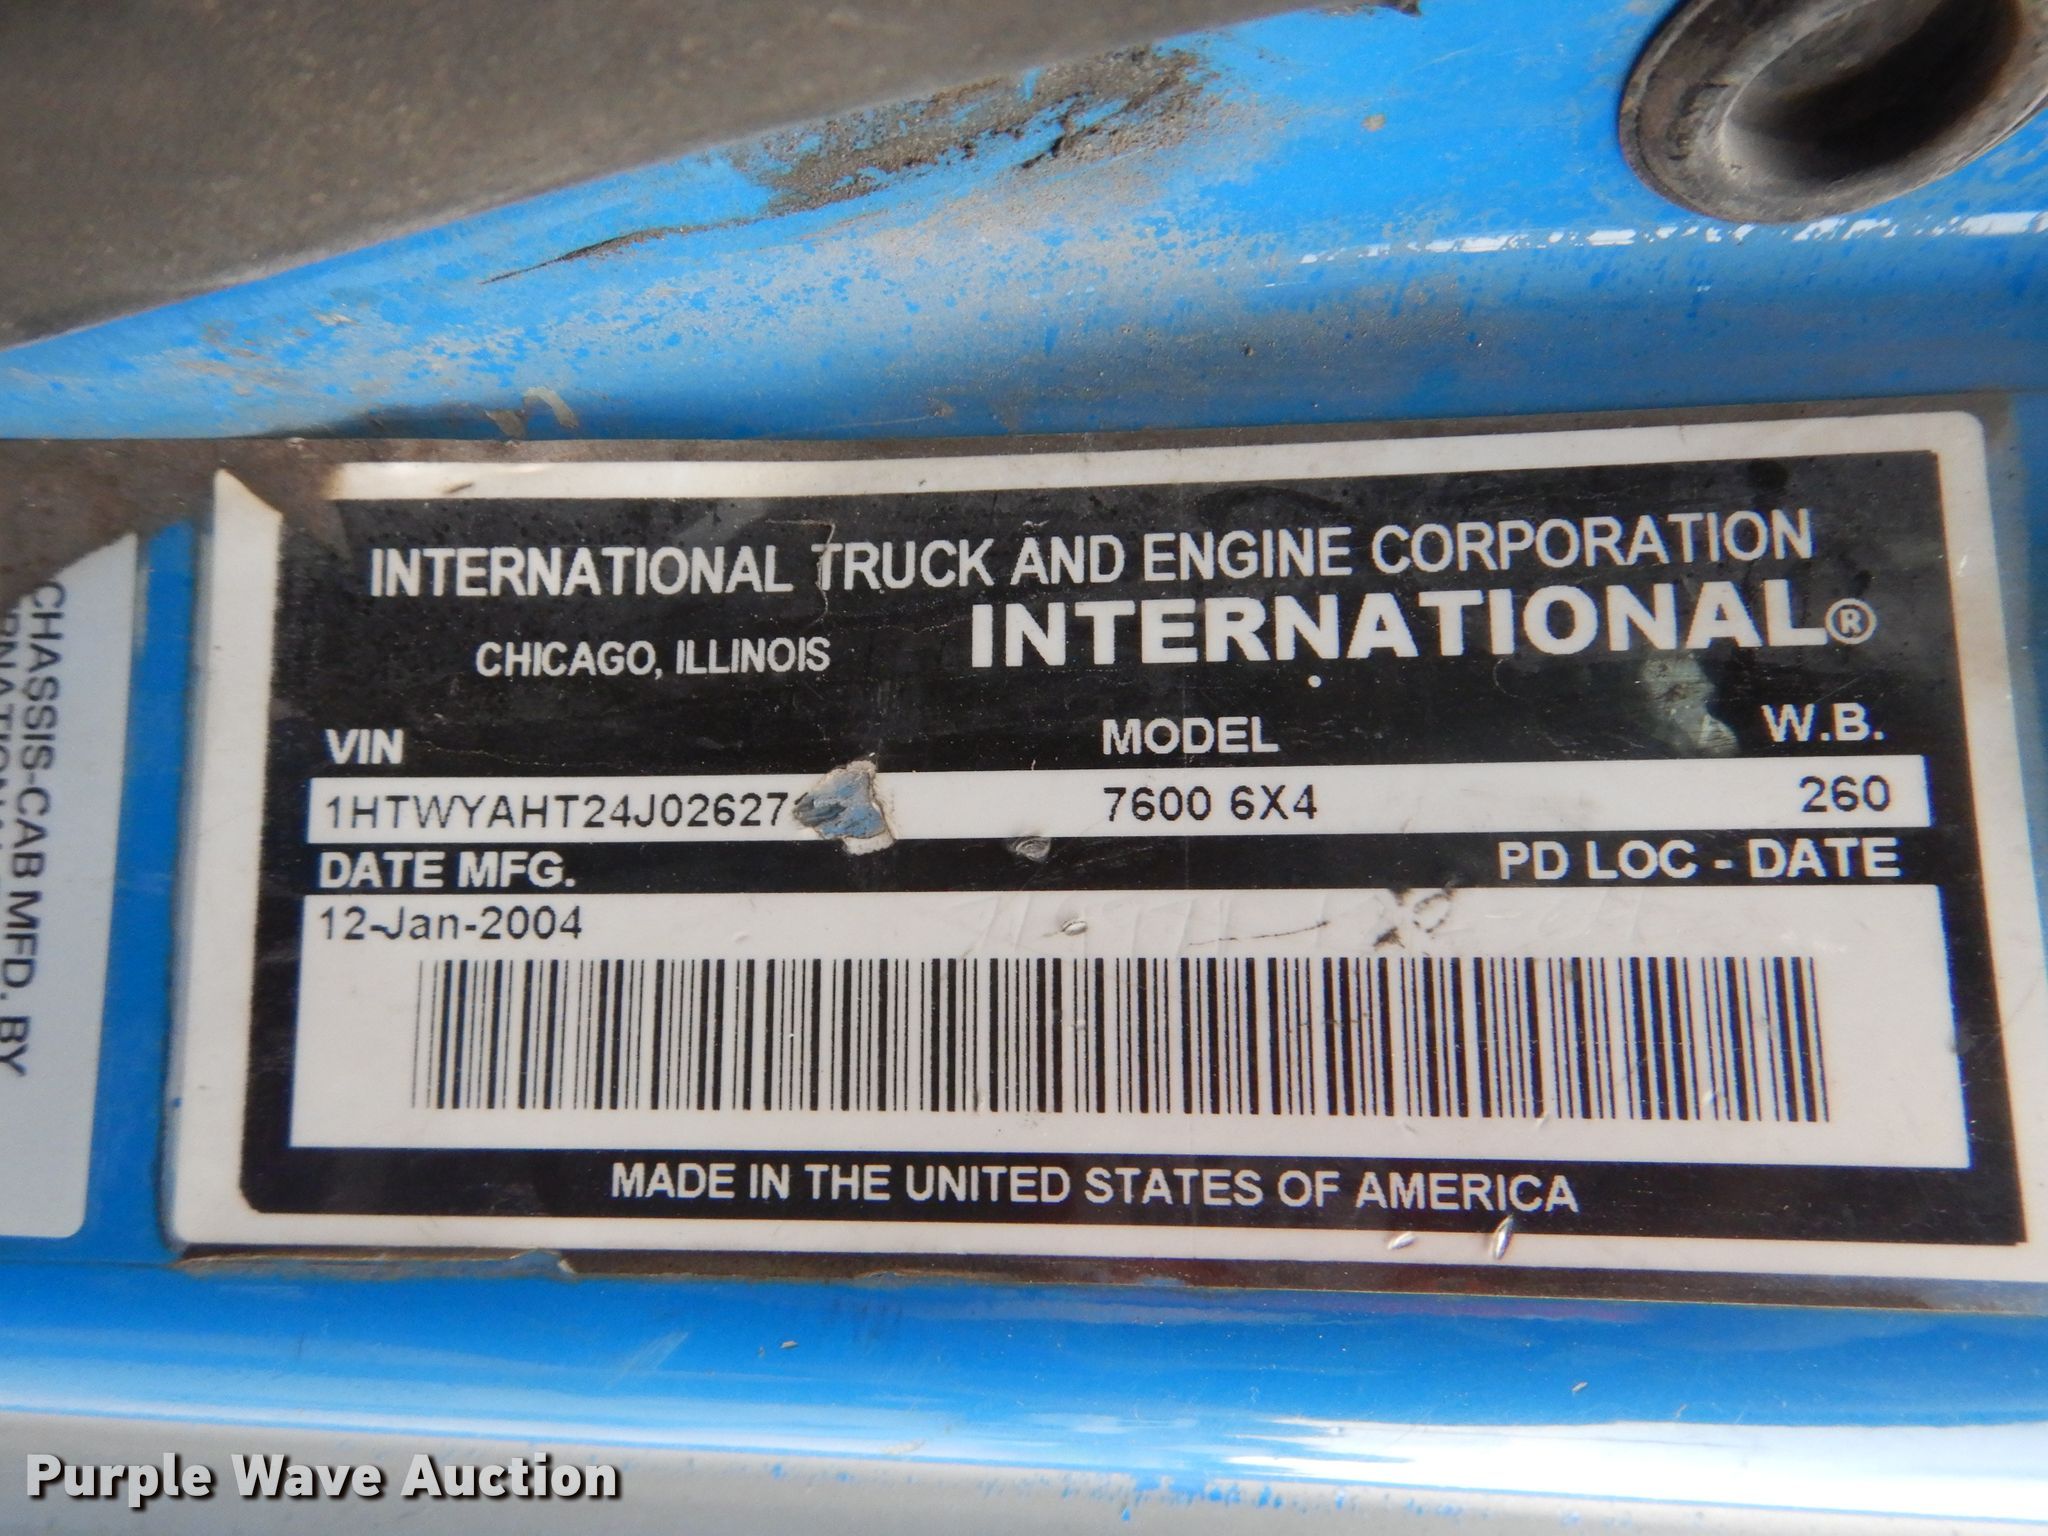 INTERNATIONAL TRUCK AND ENGINE CORPORATION
CHICAGO, ILLINOIS INTERNATIONAL®
VIN MODEL W.B.
1HTWYAHT24J02627 7600 6X4 260
DATE MFG. PD LOC - DATE
12-Jan-2004
MADE IN THE UNITED STATES OF AMERICA
CHASSIS-CAB MFD. BY
Purple Wave Auction